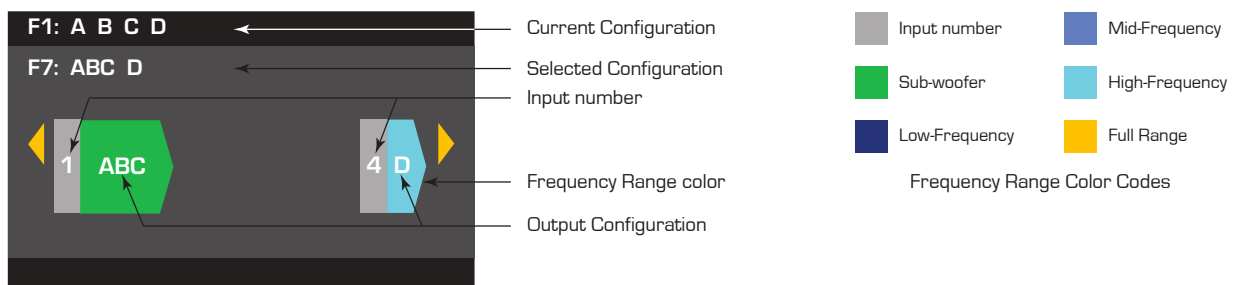 F1: A B C D
Current Configuration
F7: ABC D
Selected Configuration
Input number
1 ABC
4 D
Frequency Range color
Output Configuration
Input number
Mid-Frequency
Sub-woofer
High-Frequency
Low-Frequency
Full Range
Frequency Range Color Codes